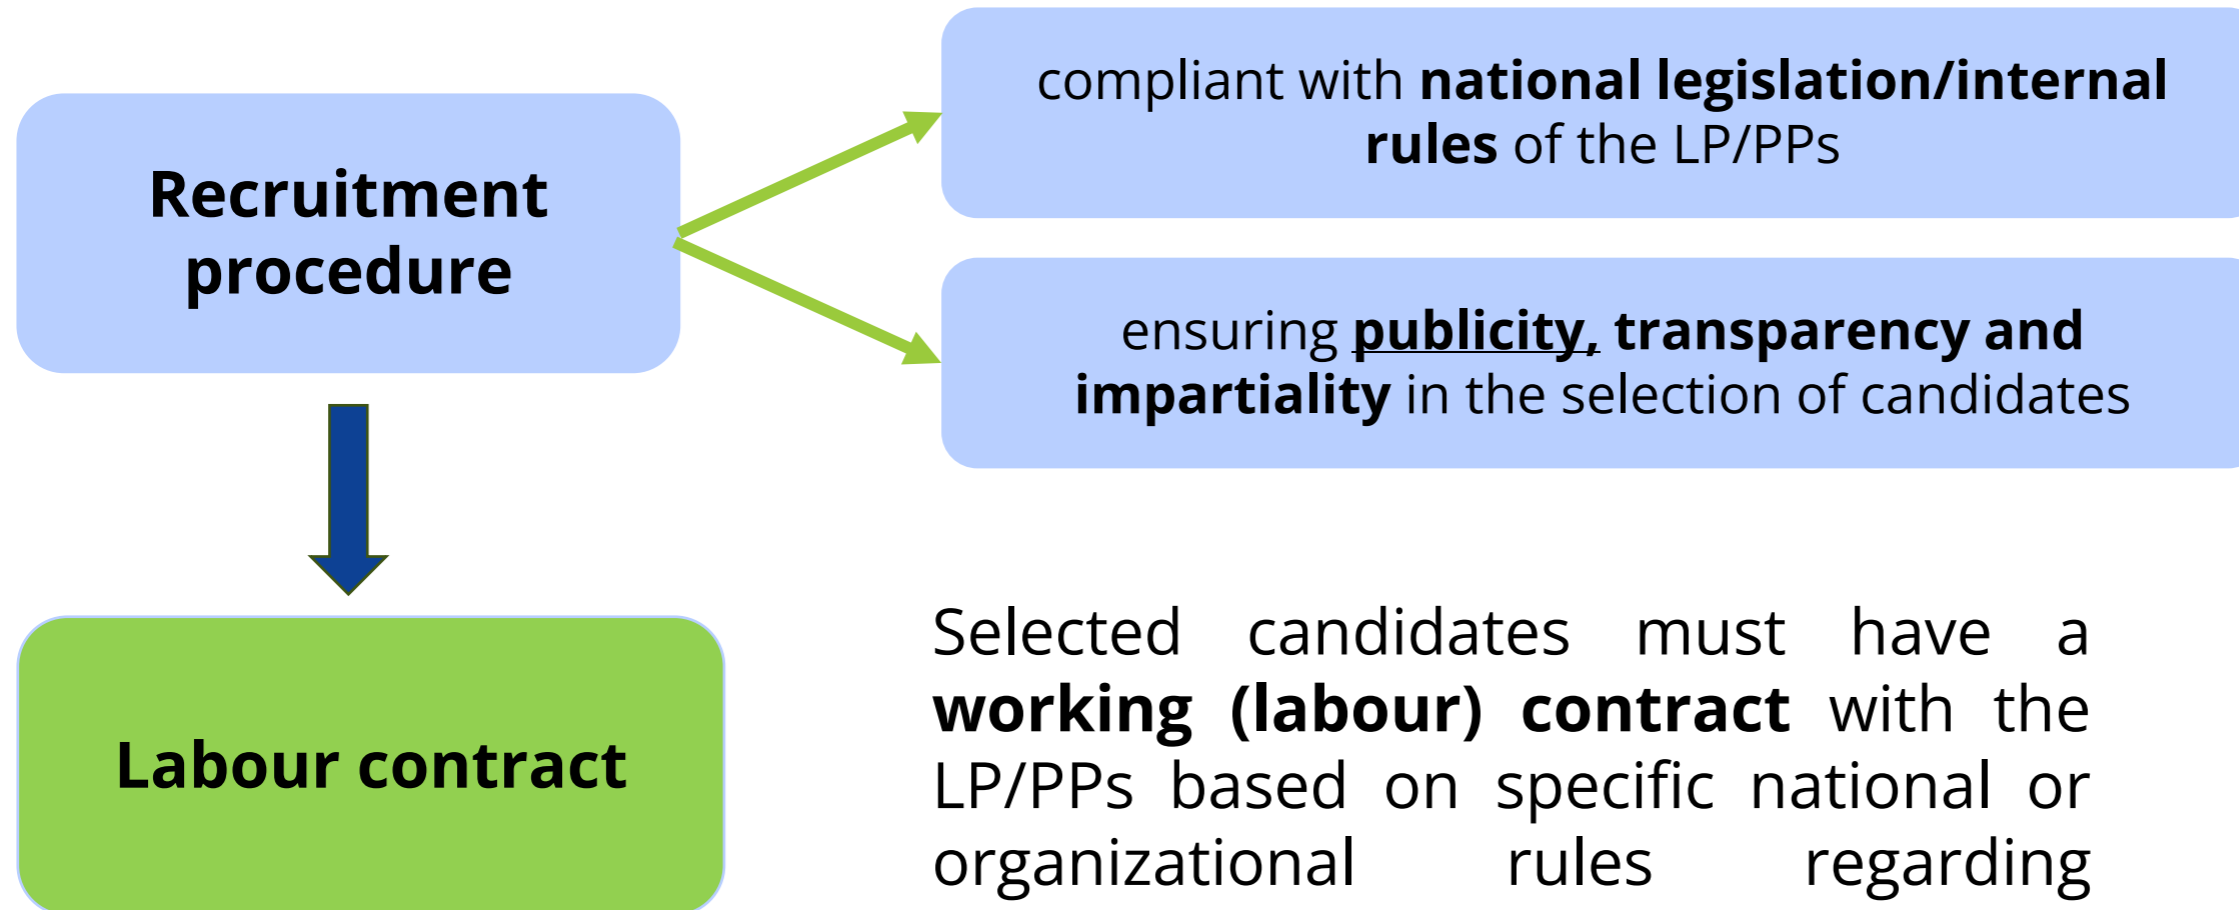 Recruitment
procedure
compliant with national legislation/internal
rules of the LP/PPs
ensuring publicity, transparency and
impartiality in the selection of candidates
Labour contract
Selected candidates must have a
working (labour) contract with the
LP/PPs based on specific national or
organizational rules regarding